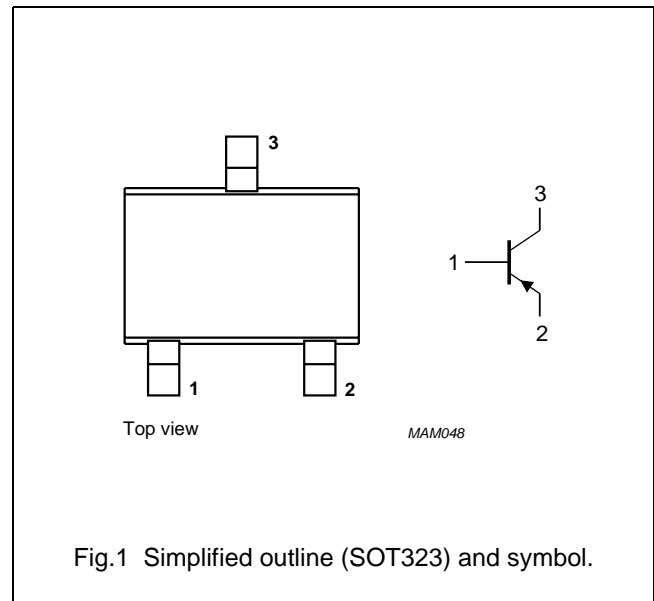 3
3
1
1
2
2
Top view
MAM048
Fig.1 Simplified outline (SOT323) and symbol.